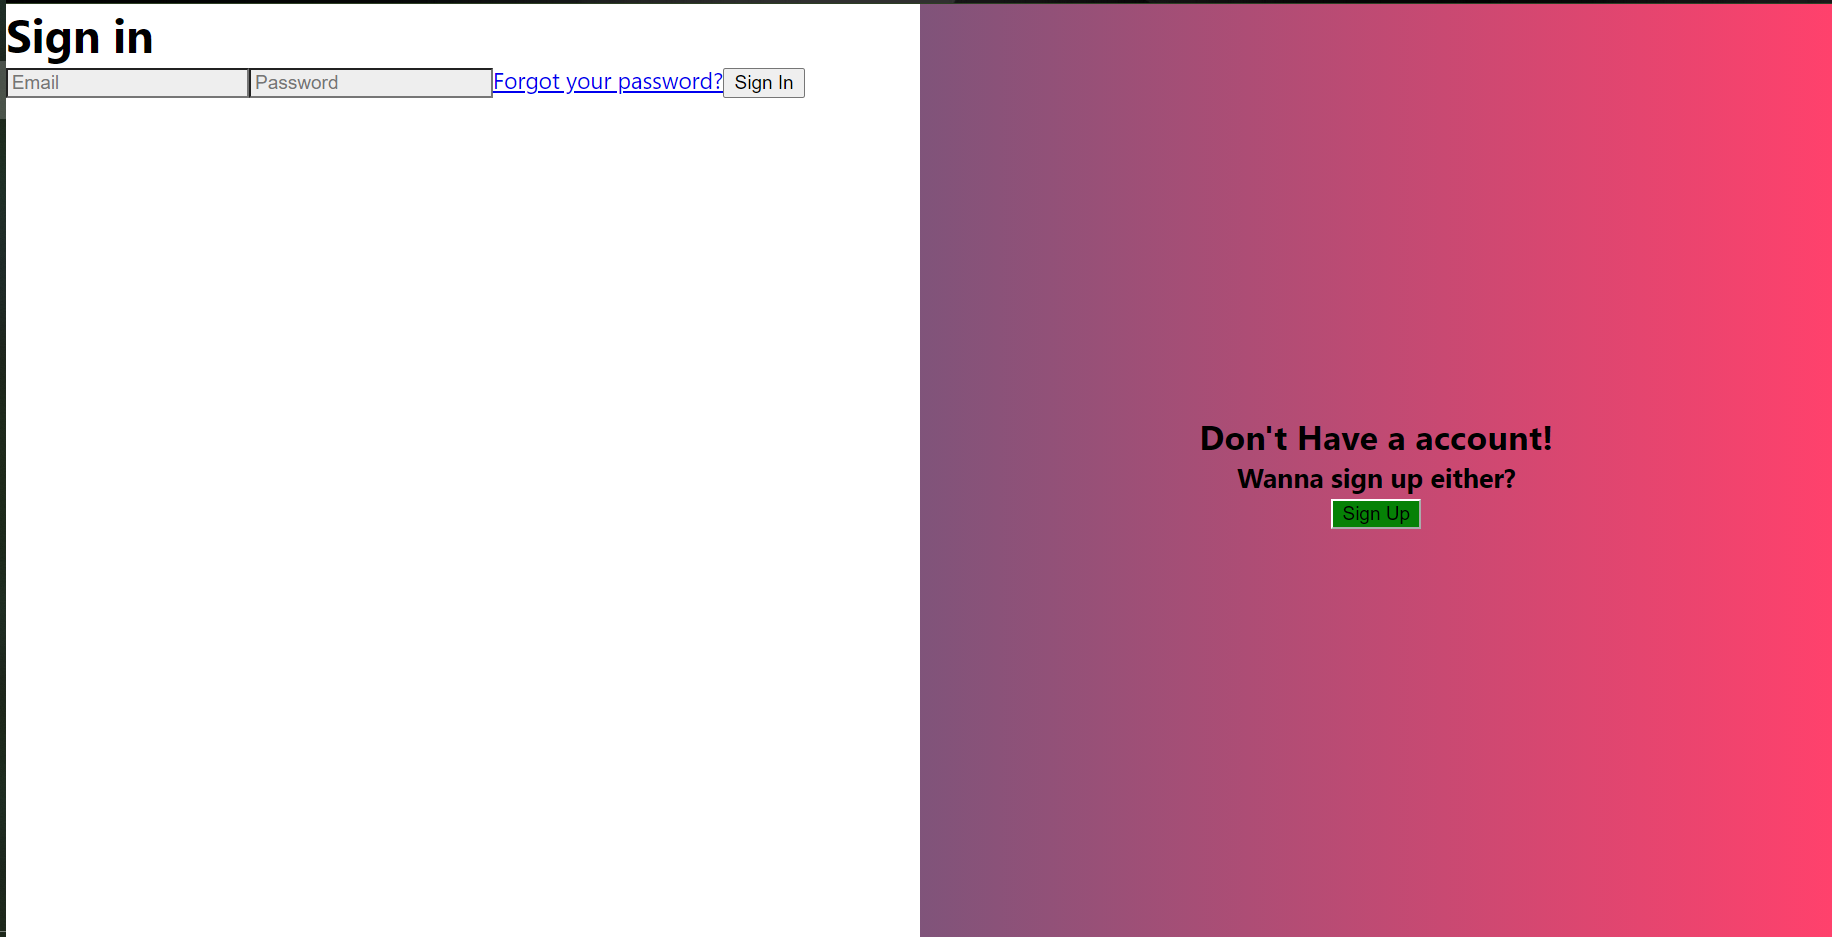 Sign in
Email Password Forgot your password? Sign In
Don't Have a account!
Wanna sign up either?
Sign Up